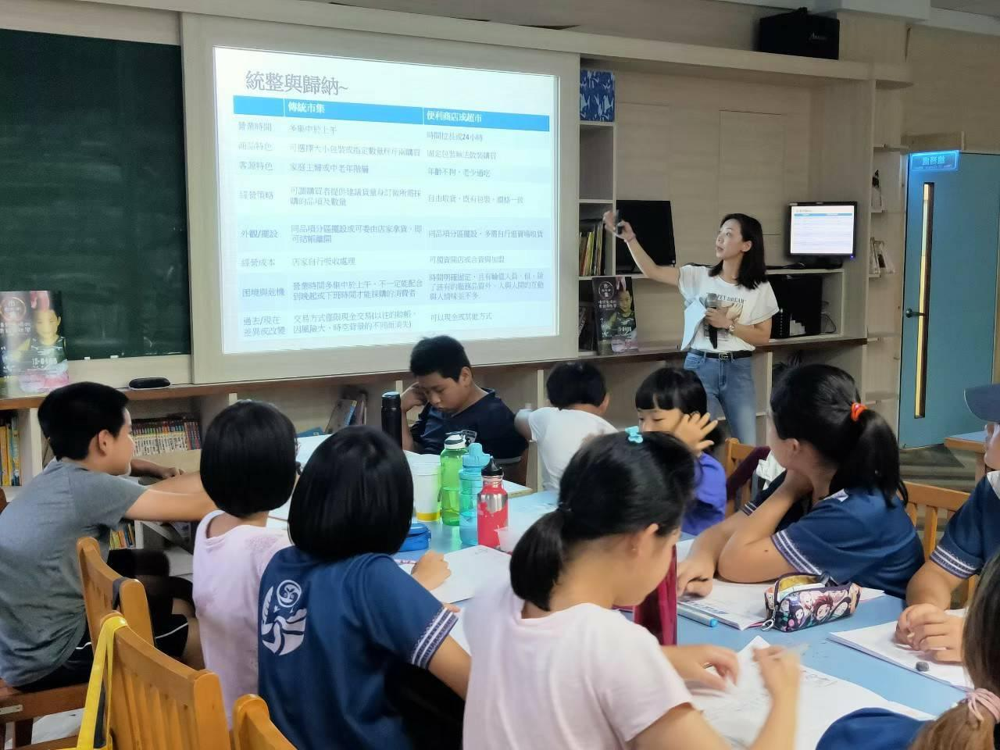 統整與歸納~
傳統市集 便利商店或超市
營業時間 多集中於上午 時間拉長或24小時
商品特色 可選擇大小包裝或指定數量秤斤兩購買 固定包裝無法散裝購買
客源特色 家庭主婦或中老年階層 年齡不拘，老少通吃
經營策略 可讓購買者提供建議貨量身訂做所需採
購的品項及數量 自由取貨，既有包裝，價格一致
外觀/擺設 同品項分區擺設或可委由店家拿貨，即
可結帳離開 同品項分區擺設，多需自行進賣場取貨
經營成本 店家自行吸收處理 可獨資開店或合資與加盟
困境與危機 營業時間多集中於上午，不一定能配合
到晚起或下班時間才能採購的消費者 時間明確固定，且有輪值人員，但，除
了該有的服務品質外，人與人間的互動
與人情味並不多
過去/現在
差異或改變 交易方式僅限現金交易(以往的賒帳，
因風險大、時空背景的不同而消失) 可以現金或其他方式